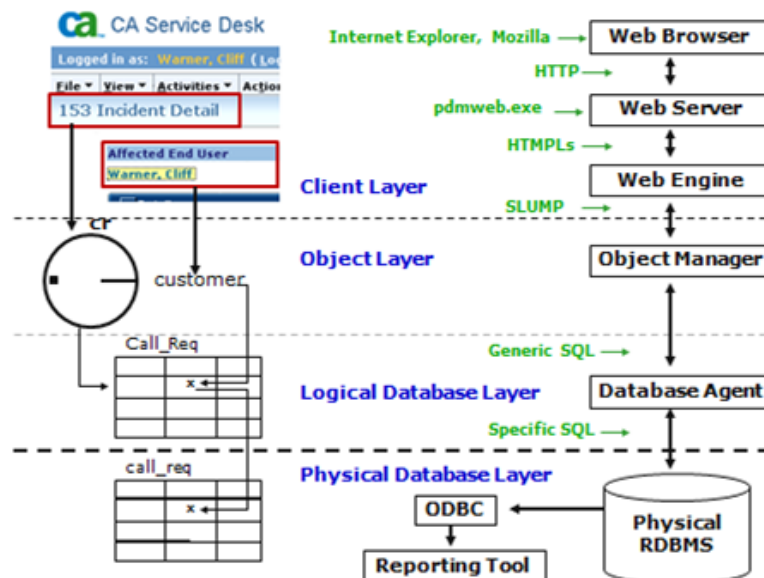 ca CA Service Desk
Logged in as: Warner, Cliff ( Lo
File View Activities Actio
153 Incident Detail
Affected End User
Warner, Cliff
Internet Explorer, Mozilla
Web Browser
HTTP
pdmweb.exe
Web Server
HTMPLs
Client Layer
Web Engine
SLUMP
cr
Object Layer
Object Manager
customer
Call_Req
Generic SQL
x
Logical Database Layer
Database Agent
Specific SQL
call_req
Physical Database Layer
x
ODBC
Physical
RDBMS
Reporting Tool